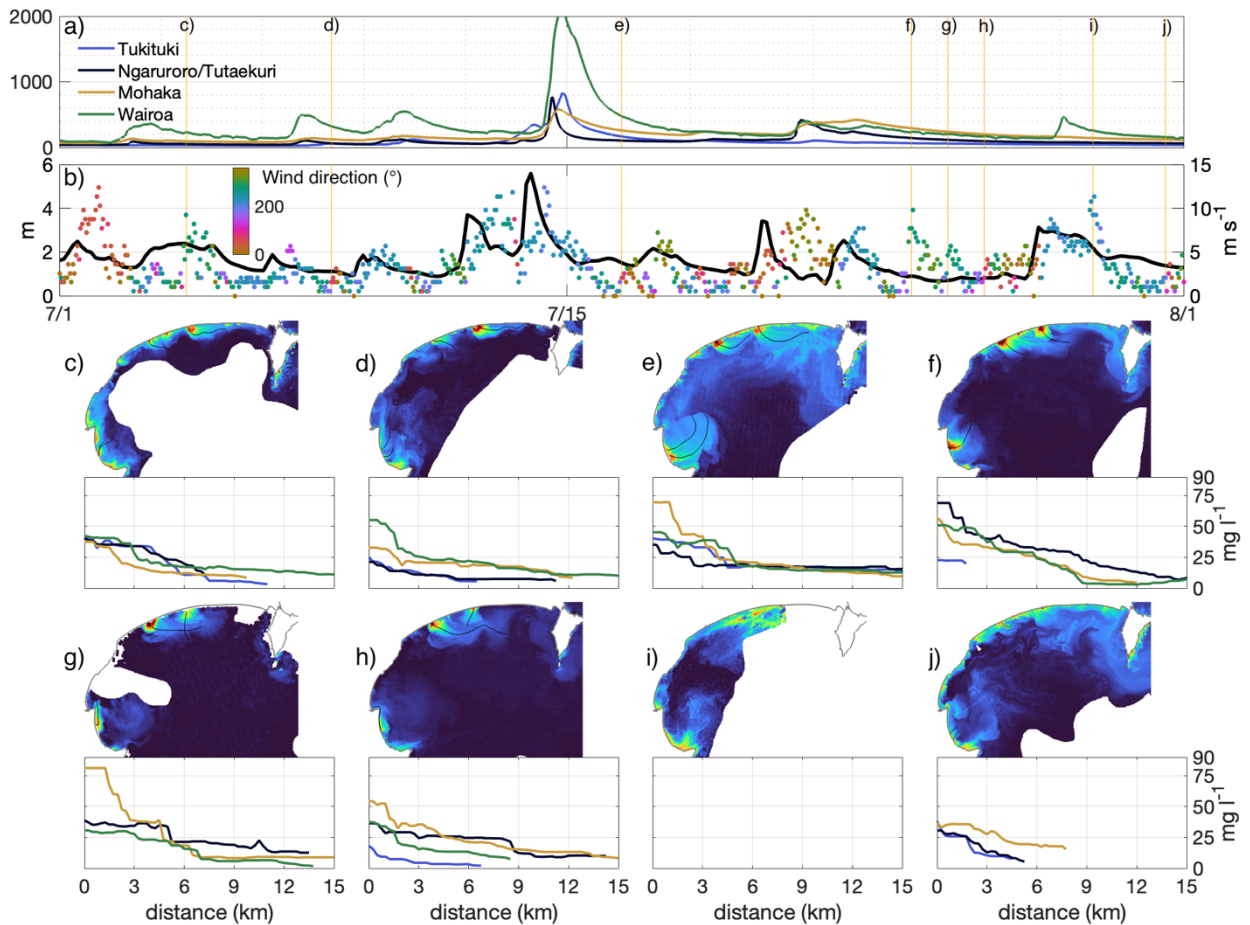 2000
a)
c)
d)
e)
f)
g)
h)
i)
j)
Tukituki
Ngaruroro/Tutaekuri
1200
Mohaka
Wairoa
400
0
6
b)
Wind direction (°)
15
4
200
10
m
2
0
5
m s-1
0
0
7/1
7/15
8/1
c)
d)
e)
f)
90
75
50
25
0
mg l-1
g)
h)
i)
j)
90
75
50
25
0
mg l-1
0 3 6 9 12 15
0 3 6 9 12 15
0 3 6 9 12 15
0 3 6 9 12 15
distance (km)
distance (km)
distance (km)
distance (km)